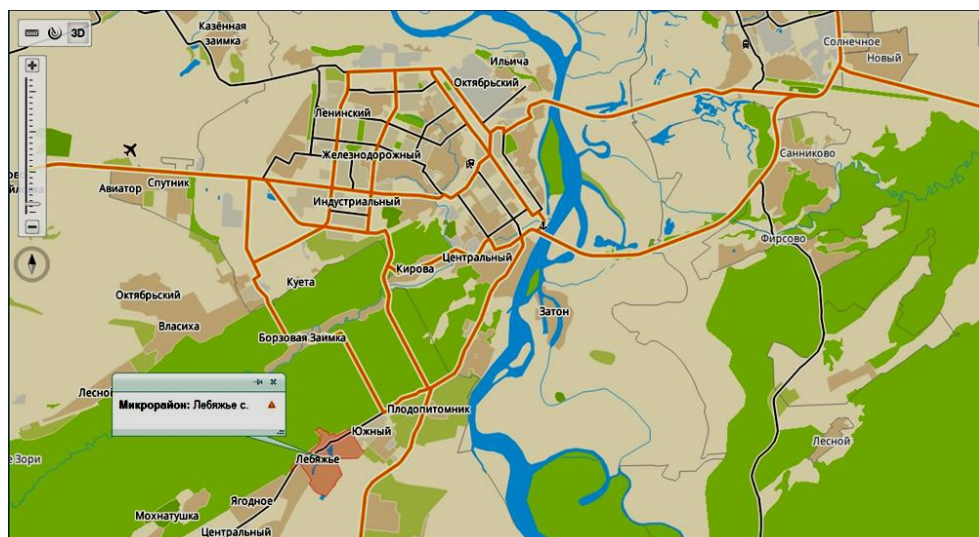 Казённая
заимка
3D
Ильича
Октябрьский
Солнечное
Новый
Ленинский
Железнодорожный
Санниково
Авиатор
Спутник
Индустриальный
Фирсово
Центральный
Кирова
Куета
Октябрьский
Власиха
Затон
Борзовая Заимка
Лесной
Микрорайон: Лебяжье с.
Плодопитомник
Южный
Лесной
Лебяжье
е Зори
Ягодное
Мохнатушка
Центральный